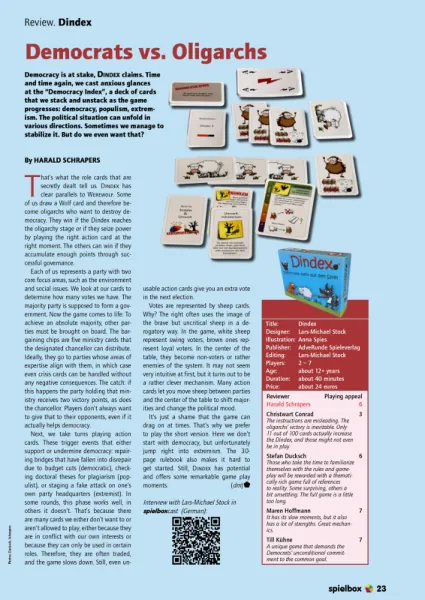 Review. Dindex
Democrats vs. Oligarchs
Democracy is at stake, DINDEX claims. Time
and time again, we cast anxious glances
at the “Democracy Index”, a deck of cards
that we stack and unstack as the game
progresses: democracy, populism, extrem-
ism. The political situation can unfold in
various directions. Sometimes we manage to
stabilize it. But do we even want that?
By HARALD SCHRAPERS
That's what the role cards that are
secretly dealt tell us. DINDEX has
clear parallels to WEREWOLF. Some
of us draw a Wolf card and therefore be-
come oligarchs who want to destroy de-
mocracy. They win if the Dindex reaches
the oligarchy stage or if they seize power
by playing the right action card at the
right moment. The others can win if they
accumulate enough points through suc-
cessful governance.
Each of us represents a party with two
core focus areas, such as the environment
and social issues. We look at our cards to
determine how many votes we have. The
majority party is supposed to form a gov-
ernment. Now the game comes to life: To
achieve an absolute majority, other par-
ties must be brought on board. The bar-
gaining chips are five ministry cards that
the designated chancellor can distribute.
Ideally, they go to parties whose areas of
expertise align with them, in which case
even crisis cards can be handled without
any negative consequences. The catch: if
this happens the party holding that min-
istry receives two victory points, as does
the chancellor. Players don't always want
to give that to their opponents, even if it
actually helps democracy.
Next, we take turns playing action
cards. These trigger events that either
support or undermine democracy: repair-
ing bridges that have fallen into disrepair
due to budget cuts (democratic), check-
ing doctoral theses for plagiarism (pop-
ulist), or staging a fake attack on one's
own party headquarters (extremist). In
some rounds, this phase works well, in
others it doesn't. That's because there
are many cards we either don't want to or
aren't allowed to play, either because they
are in conflict with our own interests or
because they can only be used in certain
roles. Therefore, they are often traded,
and the game slows down. Still, even un-
usable action cards give you an extra vote
in the next election.
Votes are represented by sheep cards.
Why? The right often uses the image of
the brave but uncritical sheep in a de-
rogatory way. In the game, white sheep
represent swing voters, brown ones rep-
resent loyal voters. In the center of the
table, they become non-voters or rather
enemies of the system. It may not seem
very intuitive at first, but it turns out to be
a rather clever mechanism. Many action
cards let you move sheep between parties
and the center of the table to shift major-
ities and change the political mood.
It's just a shame that the game can
drag on at times. That's why we prefer
to play the short version. Here we don't
start with democracy, but unfortunately
jump right into extremism. The 30-
page rulebook also makes it hard to
get started. Still, DINDEX has potential
and offers some remarkable game play
moments. (dnt)
Interview with Lars-Michael Stock in
spielboxcast (German):
Dindex
Title: Dindex
Designer: Lars-Michael Stock
Illustration: Anna Spies
Publisher: AdveRunde Spieleverlag
Editing: Lars-Michael Stock
Players: 2 – 7
Age: about 12+ years
Duration: about 40 minutes
Price: about 24 euros
Reviewer Playing appeal
Harald Schrapers 6
Christwart Conrad 3
The instructions are misleading. The
oligarchs' victory is inevitable. Only
11 out of 100 cards actually increase
the Dindex, and those might not even
be in play.
Stefan Ducksch 6
Those who take the time to familiarize
themselves with the rules and game-
play will be rewarded with a themati-
cally rich game full of references
to reality. Some surprising, others a
bit unsettling. The full game is a little
too long.
Maren Hoffmann 7
It has its slow moments, but it also
has a lot of strengths. Great mechan-
ics.
Till Kühne 7
A unique game that demands the
Democrats' unconditional commit-
ment to the common goal.
spielbox 23